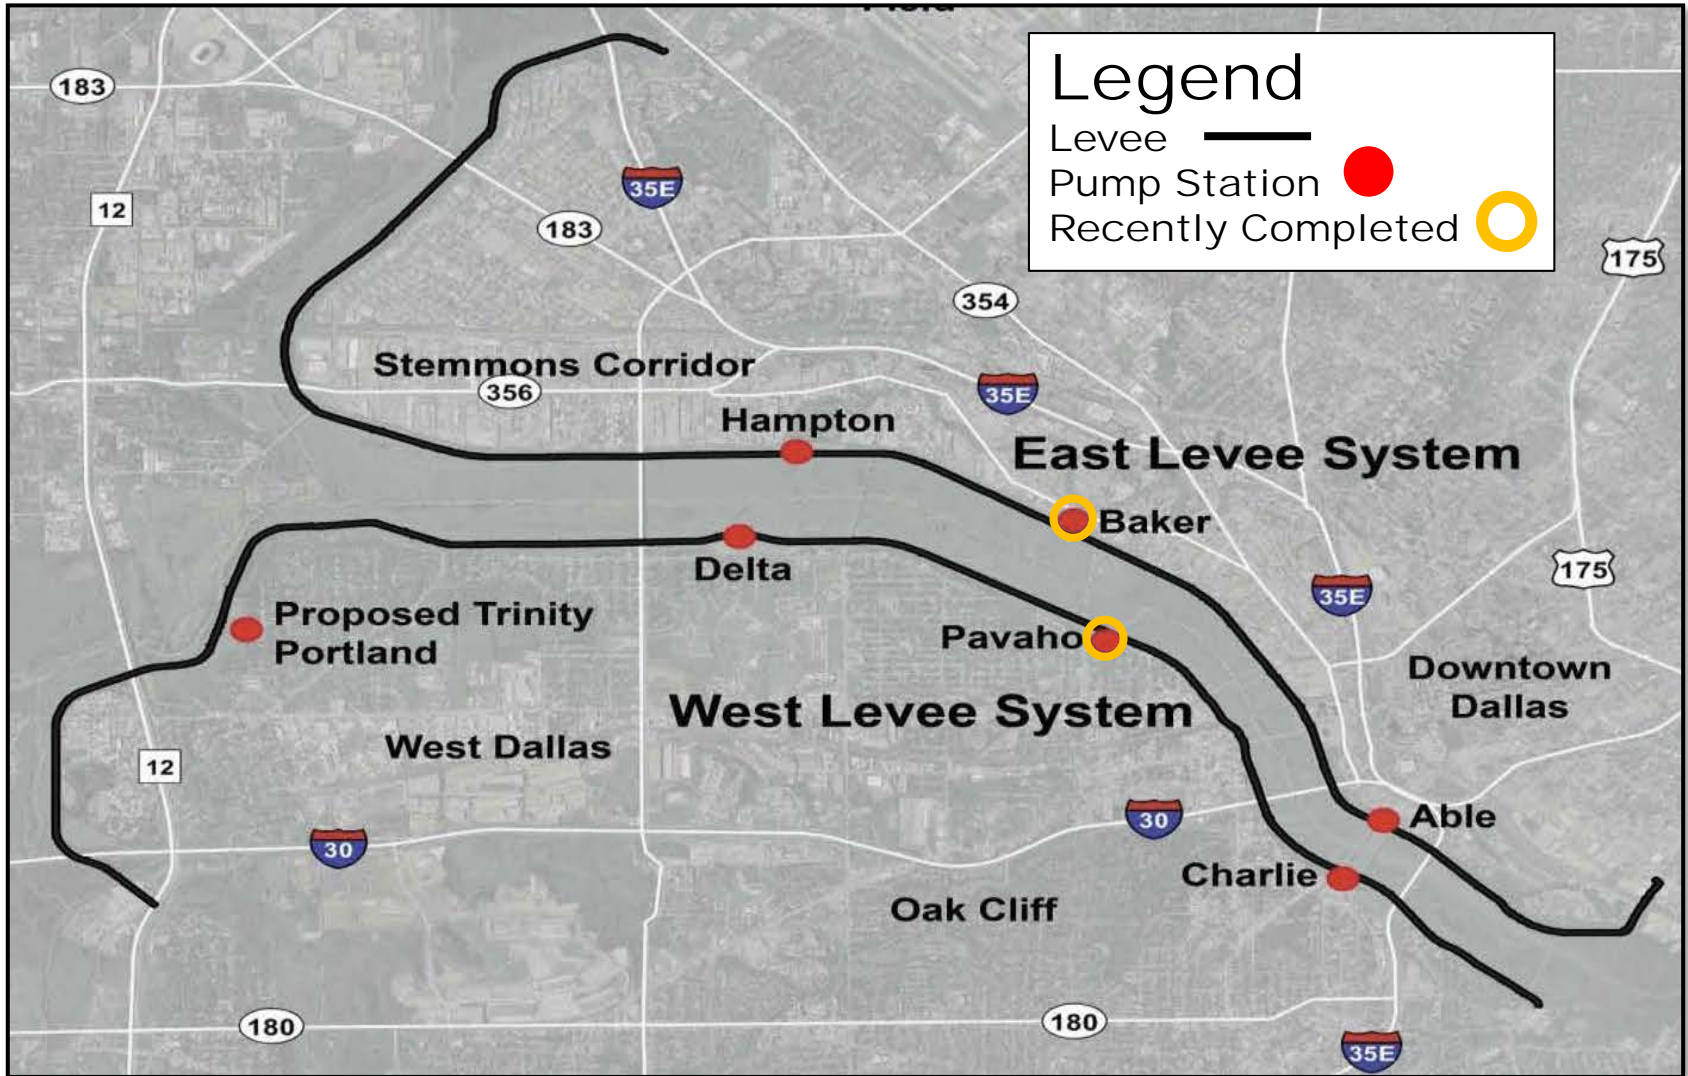 Legend
Levee
Pump Station
Recently Completed
183
12
35E
183
175
354
Stemmons Corridor
356
35E
Hampton
East Levee System
Baker
Delta
175
35E
Proposed Trinity
Portland
Pavaho
Downtown
Dallas
West Levee System
West Dallas
12
30
30
Able
Charlie
Oak Cliff
180
180
35E